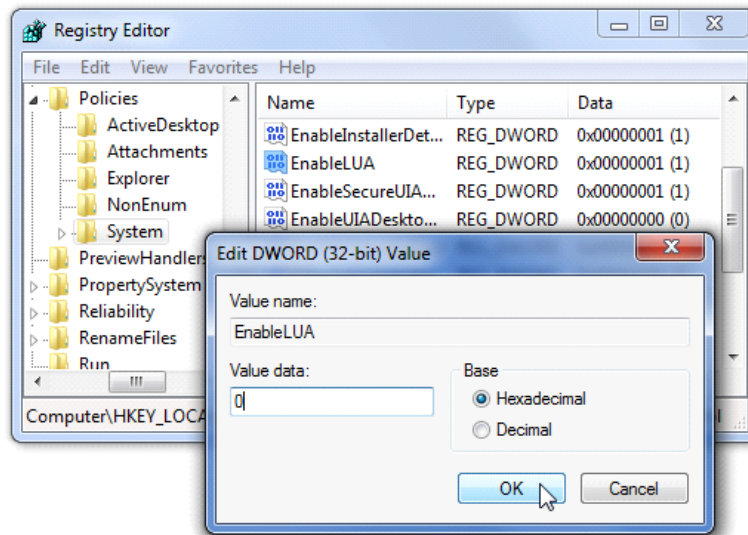 Registry Editor
File Edit View Favorites Help
Policies
ActiveDesktop
Attachments
Explorer
NonEnum
System
PreviewHandlers
PropertySystem
Reliability
RenameFiles
Run
Name Type Data
EnableInstallerDet... REG_DWORD 0x00000001 (1)
EnableLUA REG_DWORD 0x00000001 (1)
EnableSecureUIA... REG_DWORD 0x00000001 (1)
EnableUIADeskto... REG_DWORD 0x00000000 (0)
Computer\HKEY_LOCA
Edit DWORD (32-bit) Value
Value name:
EnableLUA
Value data:
0
Base
Hexadecimal
Decimal
OK Cancel